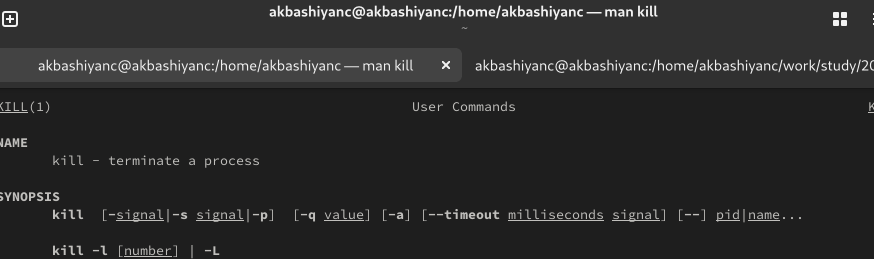 akbashiyanc@akbashiyanc:/home/akbashiyanc — man kill
~
akbashiyanc@akbashiyanc:/home/akbashiyanc — man kill × akbashiyanc@akbashiyanc:/home/akbashiyanc/work/study/20
KILL(1) User Commands K
NAME
kill - terminate a process
SYNOPSIS
kill [-signal|-s signal|-p] [-q value] [-a] [--timeout milliseconds signal] [--] pid|name...
kill -l [number] | -L